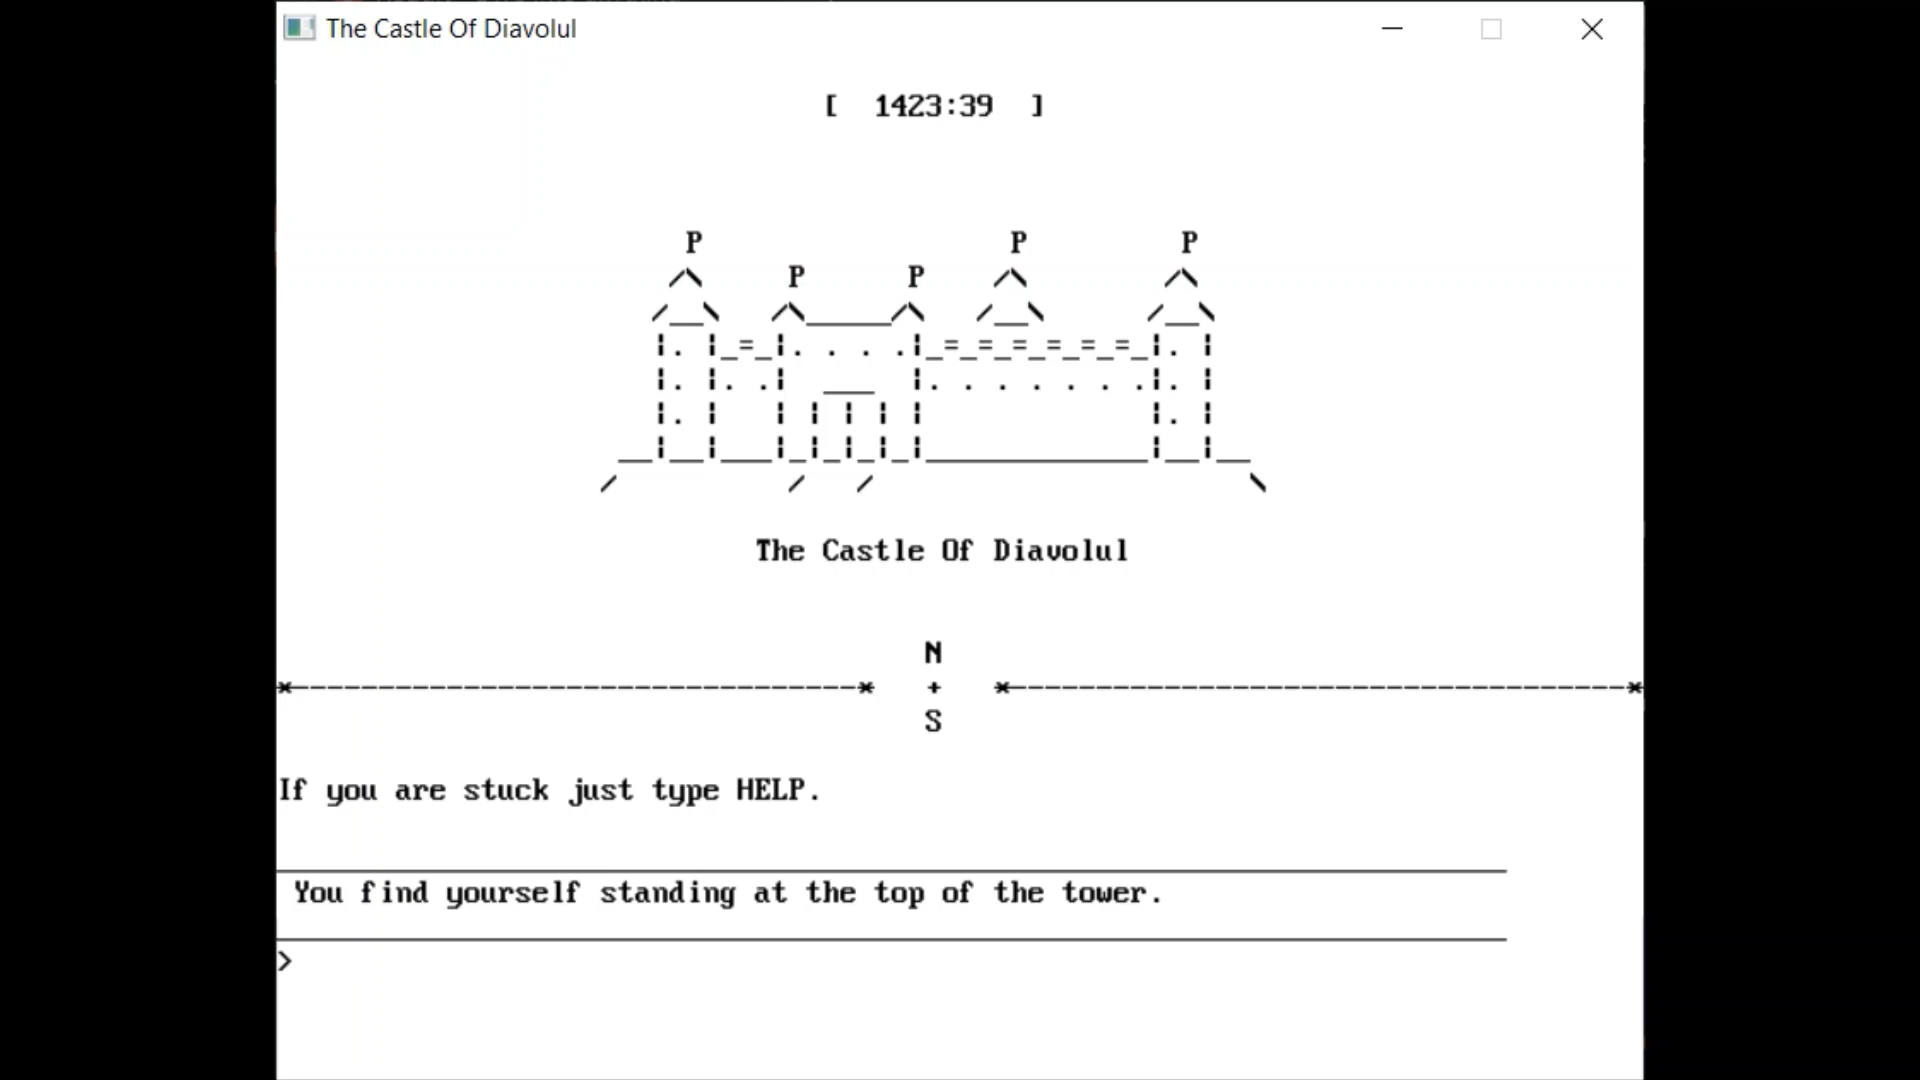 The Castle Of Diavolul
[ 1423:39 ]
P P P
P P
The Castle Of Diavolul
N
*----------------------------------* + *-------------------------------------*
S
If you are stuck just type HELP.
You find yourself standing at the top of the tower.
>